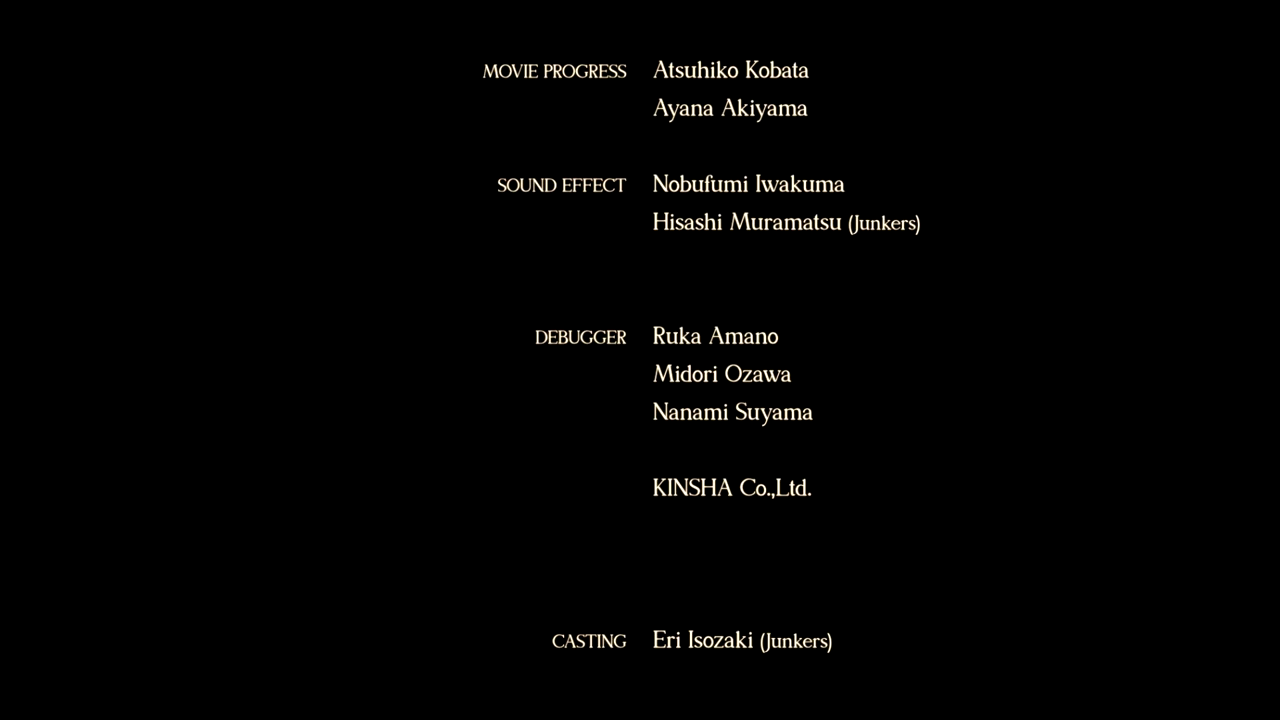 MOVIE PROGRESS Atsuhiko Kobata
Ayana Akiyama
SOUND EFFECT Nobufumi Iwakuma
Hisashi Muramatsu (Junkers)
DEBUGGER Ruka Amano
Midori Ozawa
Nanami Suyama
KINSHA Co.,Ltd.
CASTING Eri Isozaki (Junkers)